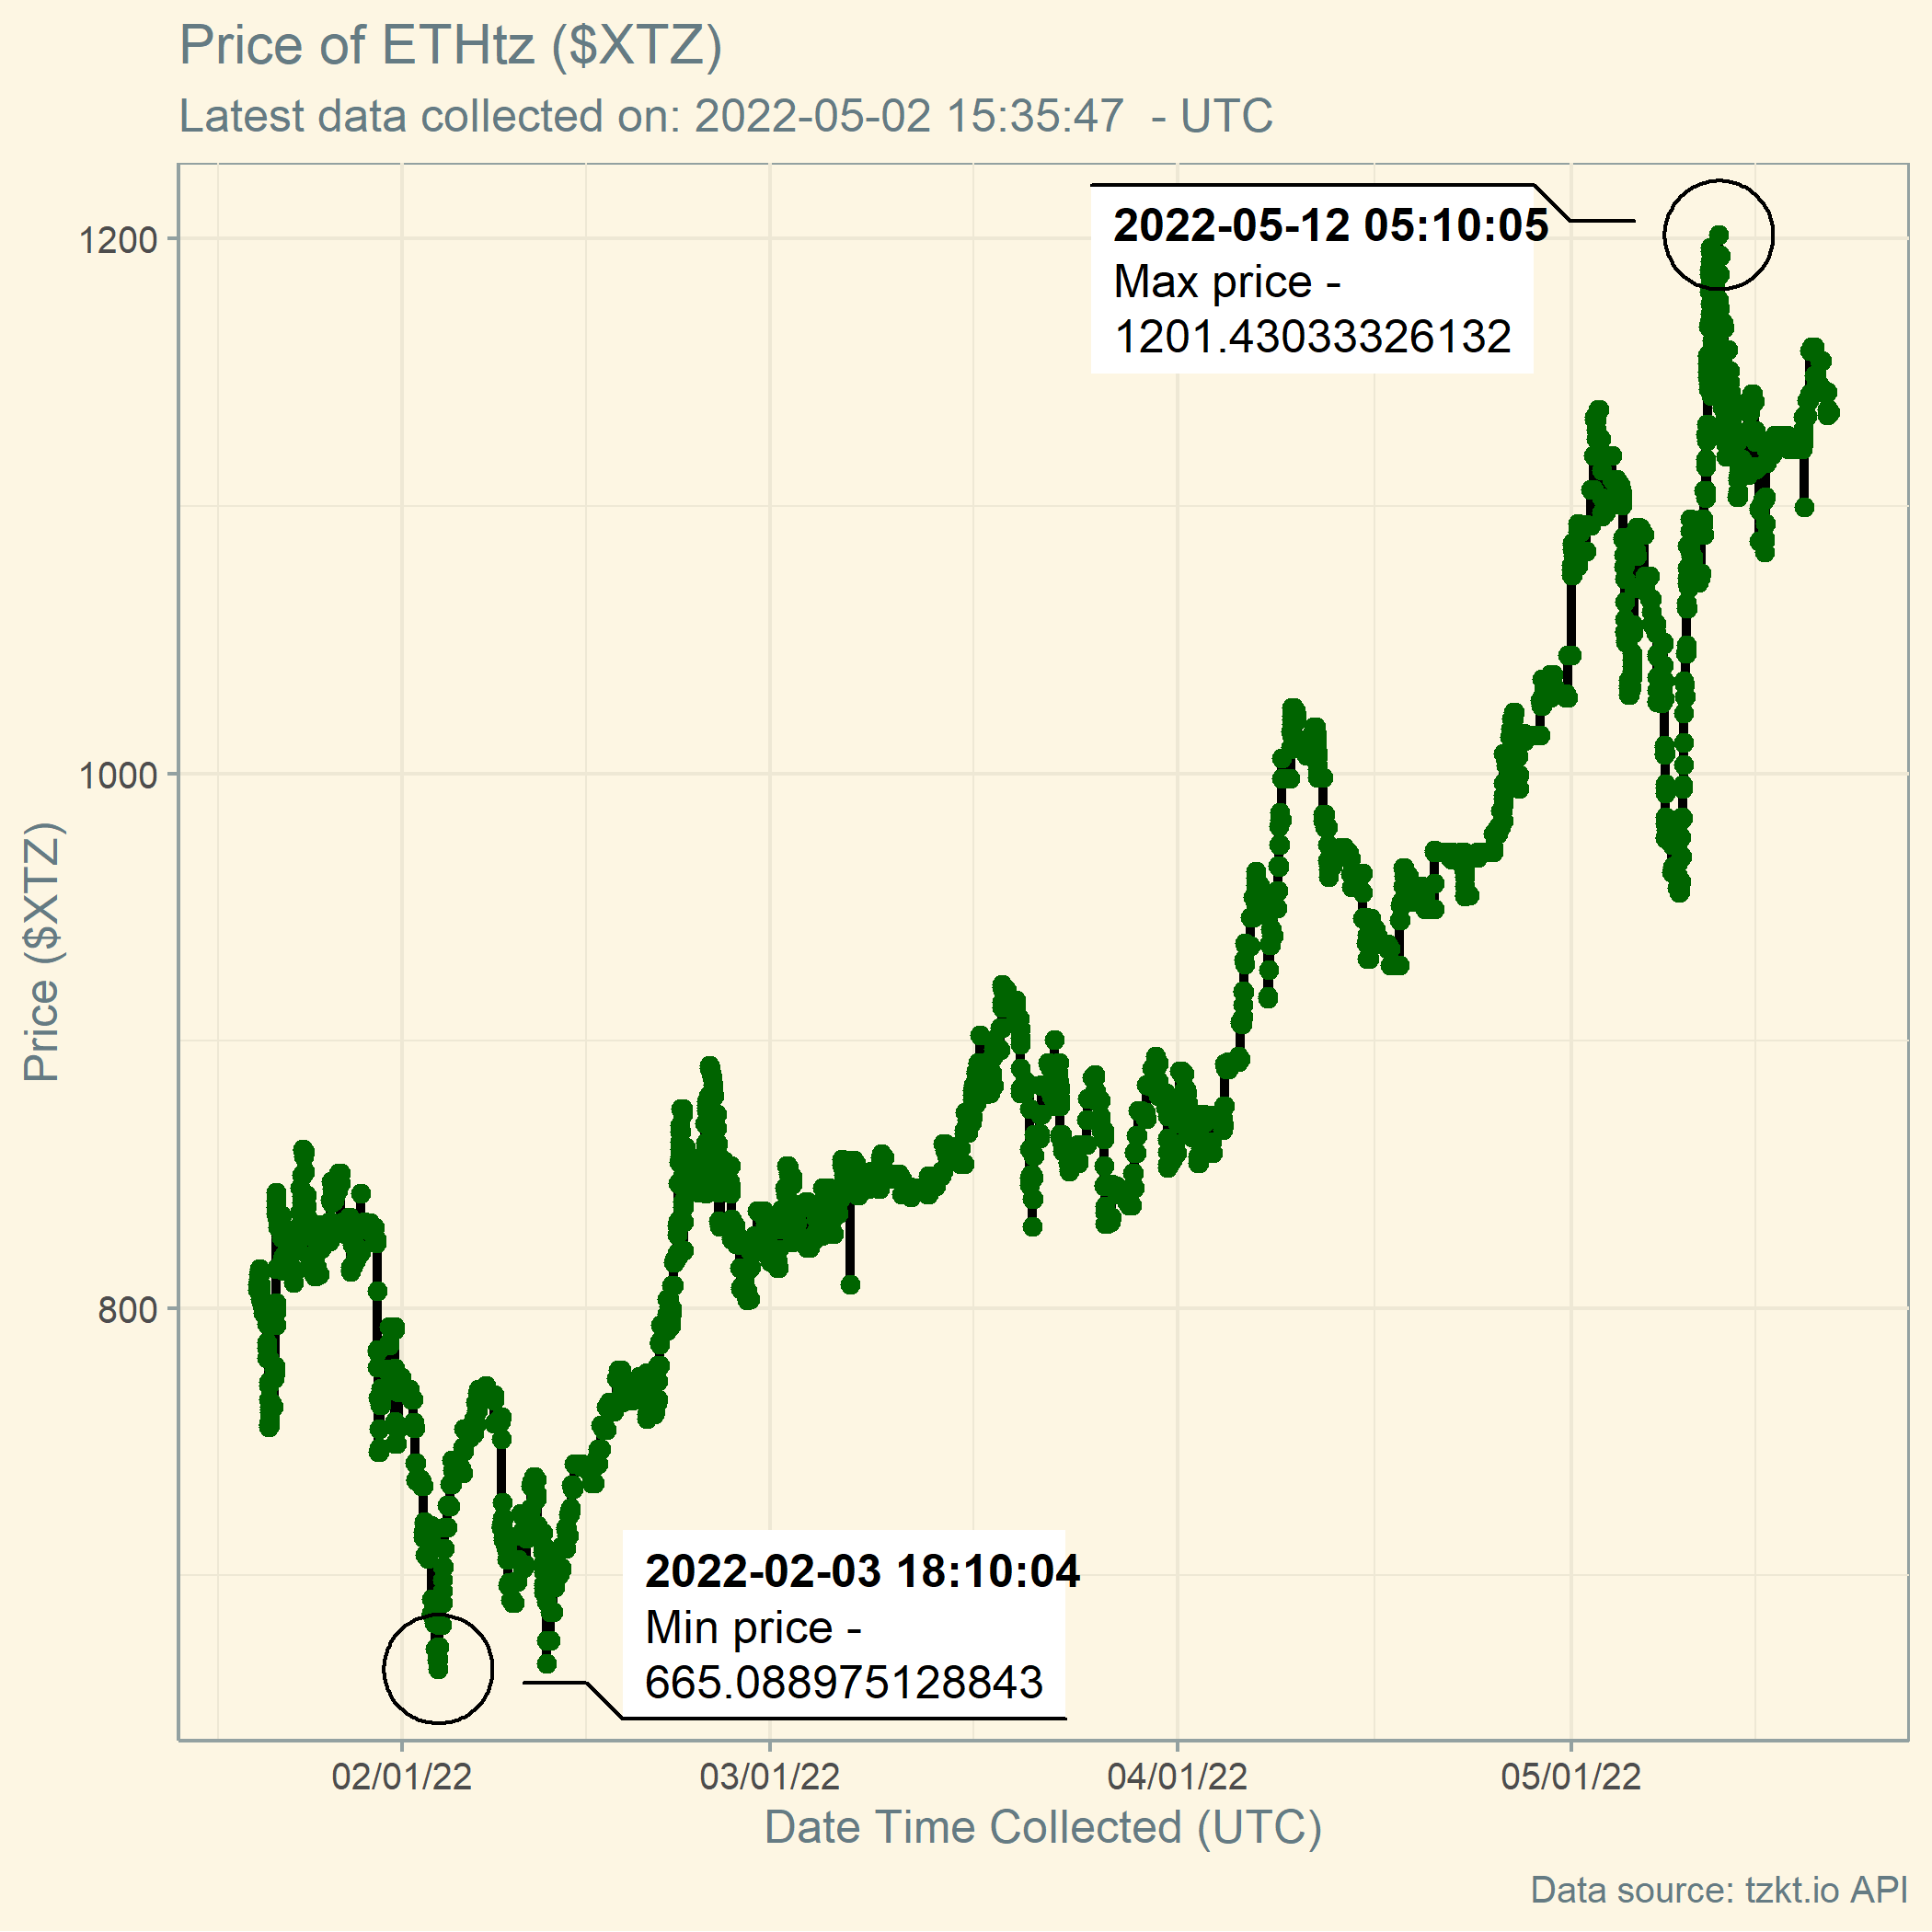 Price of ETHtz ($XTZ)
Latest data collected on: 2022-05-02 15:35:47  - UTC
2022-05-12 05:10:05
Max price -
1201.43033326132
1200
1000
800
Price ($XTZ)
2022-02-03 18:10:04
Min price -
665.088975128843
02/01/22
03/01/22
04/01/22
05/01/22
Date Time Collected (UTC)
Data source: tzkt.io API